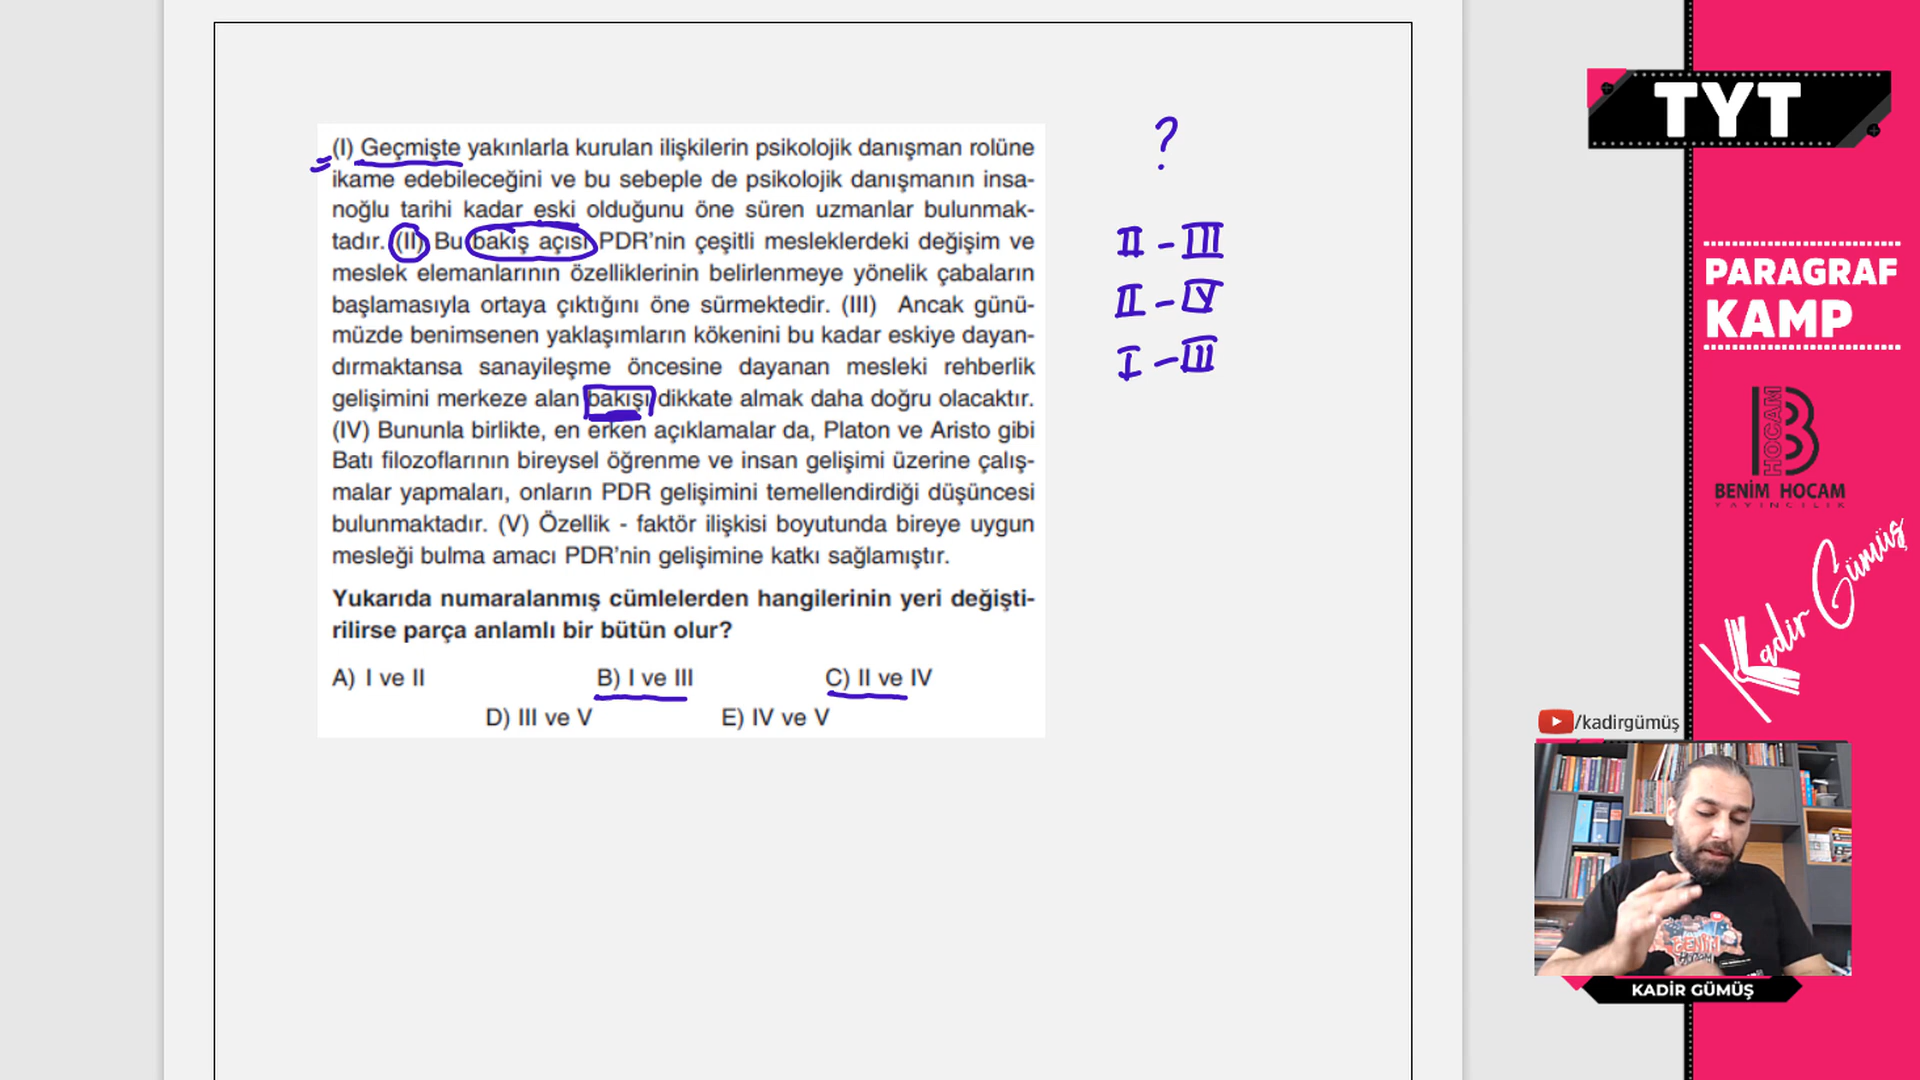 (I) Geçmişte yakınlarla kurulan ilişkilerin psikolojik danışman rolüne
ikame edebileceğini ve bu sebeple de psikolojik danışmanın insa-
noğlu tarihi kadar eski olduğunu öne süren uzmanlar bulunmak-
tadır. (II) Bu bakış açısı PDR'nin çeşitli mesleklerdeki değişim ve
meslek elemanlarının özelliklerinin belirlenmeye yönelik çabaların
başlamasıyla ortaya çıktığını öne sürmektedir. (III) Ancak günü-
müzde benimsenen yaklaşımların kökenini bu kadar eskiye dayan-
dırmaktansa sanayileşme öncesine dayanan mesleki rehberlik
gelişimini merkeze alan bakışı dikkate almak daha doğru olacaktır.
(IV) Bununla birlikte, en erken açıklamalar da, Platon ve Aristo gibi
Batı filozoflarının bireysel öğrenme ve insan gelişimi üzerine çalış-
malar yapmaları, onların PDR gelişimini temellendirdiği düşüncesi
bulunmaktadır. (V) Özellik - faktör ilişkisi boyutunda bireye uygun
mesleği bulma amacı PDR'nin gelişimine katkı sağlamıştır.
Yukarıda numaralanmış cümlelerden hangilerinin yeri değişti-
rilirse parça anlamlı bir bütün olur?
A) I ve II B) I ve III C) II ve IV
D) III ve V E) IV ve V
?
II - III
II - IV
I - III
TYT
PARAGRAF
KAMP
HOCAM B
BENİM HOCAM
YAYINCILIK
Kadir Gümüş
/kadirgümüş
BENİM
HOCAM
KADİR GÜMÜŞ